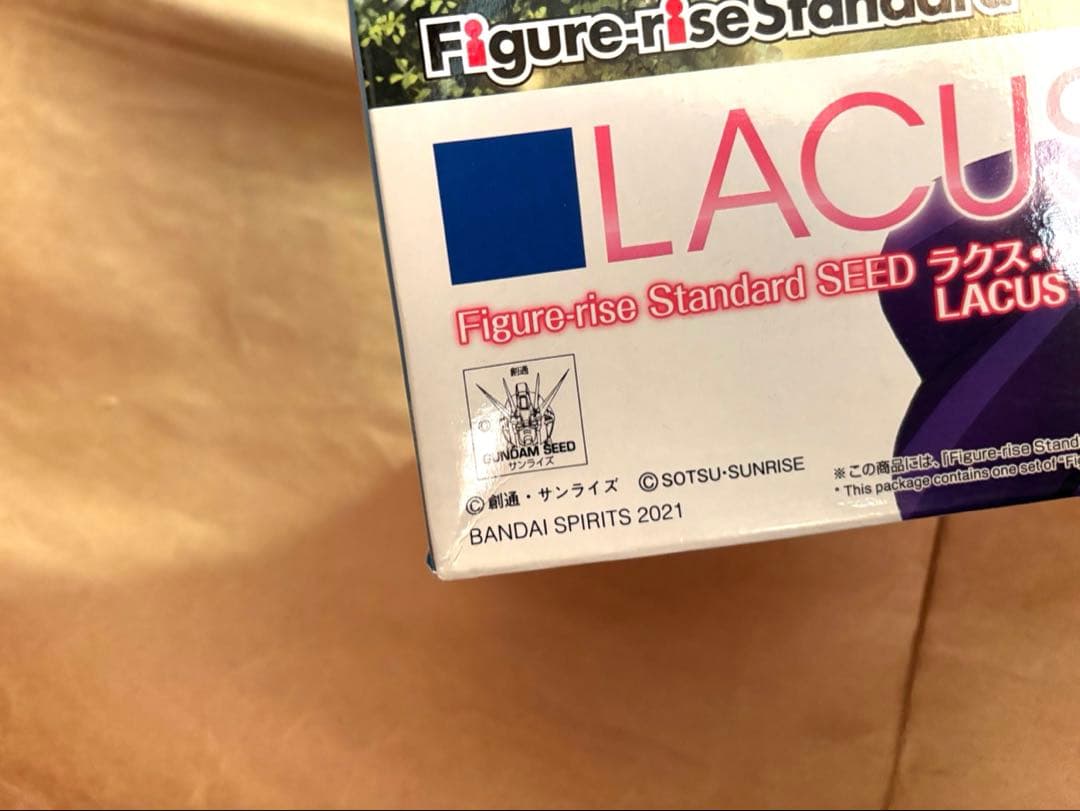 Figure-riseStandard
LACUS
Figure-rise Standard SEED ラクス・
LACUS
創通
©
GUNDAM SEED
サンライズ
©創通・サンライズ ©SOTSU・SUNRISE
BANDAI SPIRITS 2021
※この商品には、「Figure-rise Stand
* This package contains one set of "Fig